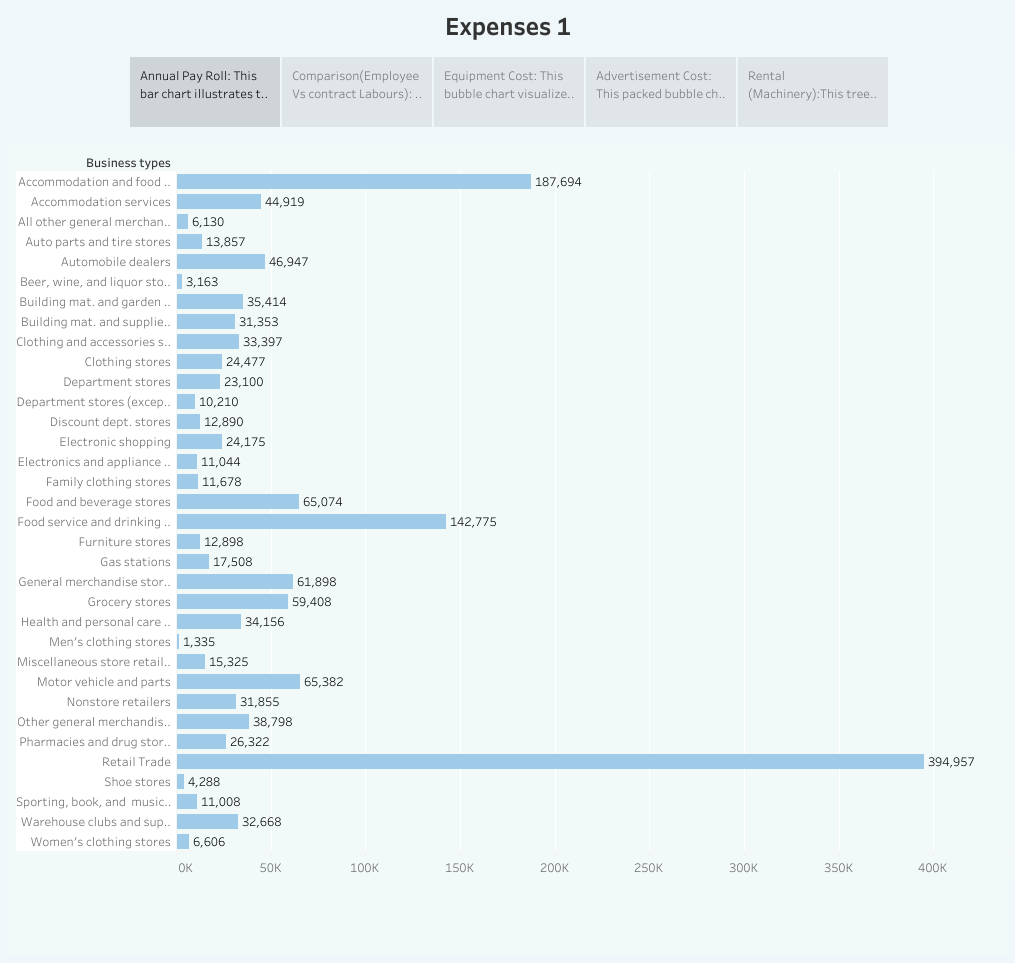 Expenses 1
Annual Pay Roll: This
bar chart illustrates t..
Comparison(Employee
Vs contract Labours): ..
Equipment Cost: This
bubble chart visualize..
Advertisement Cost:
This packed bubble ch..
Rental
(Machinery):This tree..
Business types
Accommodation and food .. 187,694
Accommodation services 44,919
All other general merchan.. 6,130
Auto parts and tire stores 13,857
Automobile dealers 46,947
Beer, wine, and liquor sto.. 3,163
Building mat. and garden .. 35,414
Building mat. and supplie.. 31,353
Clothing and accessories s.. 33,397
Clothing stores 24,477
Department stores 23,100
Department stores (excep.. 10,210
Discount dept. stores 12,890
Electronic shopping 24,175
Electronics and appliance .. 11,044
Family clothing stores 11,678
Food and beverage stores 65,074
Food service and drinking .. 142,775
Furniture stores 12,898
Gas stations 17,508
General merchandise stor.. 61,898
Grocery stores 59,408
Health and personal care .. 34,156
Men's clothing stores 1,335
Miscellaneous store retail.. 15,325
Motor vehicle and parts 65,382
Nonstore retailers 31,855
Other general merchandis.. 38,798
Pharmacies and drug stor.. 26,322
Retail Trade 394,957
Shoe stores 4,288
Sporting, book, and music.. 11,008
Warehouse clubs and sup.. 32,668
Women's clothing stores 6,606
0K 50K 100K 150K 200K 250K 300K 350K 400K